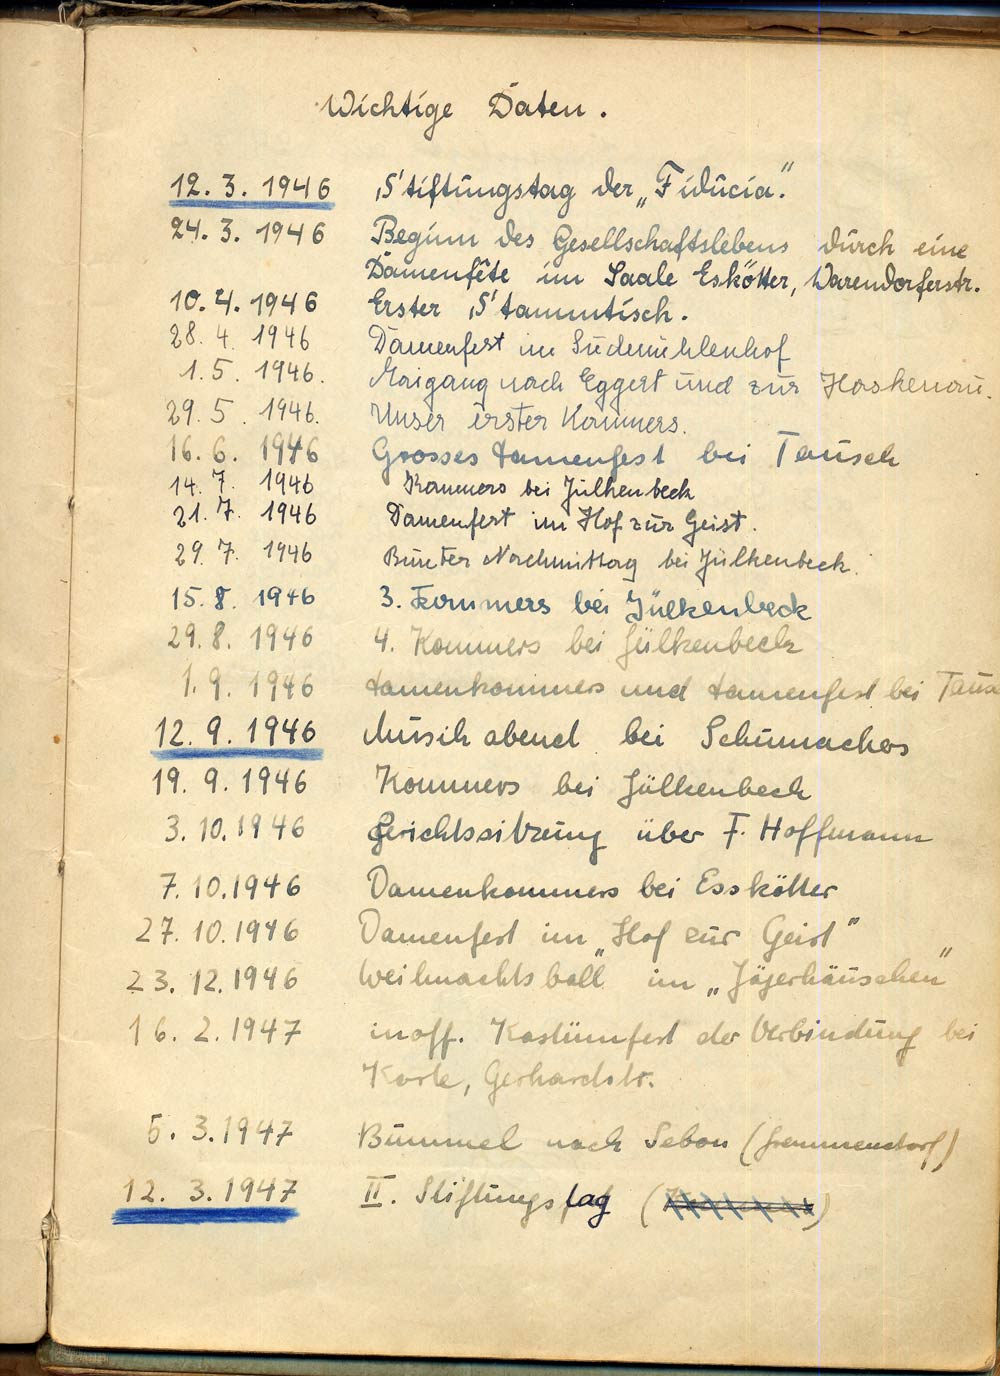 Wichtige Daten.
12. 3. 1946 Stiftungstag der „Fiducia".
24. 3. 1946 Beginn des Gesellschaftslebens durch eine
Damenfête im Saale Eskötter, Warendorferstr.
10. 4. 1946 Erster Stammtisch.
28. 4. 1946 Damenfest im Sudmühlenhof
1. 5. 1946. Maigang nach Eggert und zur Haskenau.
29. 5. 1946. Unser erster Kommers.
16. 6. 1946 Grosses Damenfest bei Tausch
14. 7. 1946 Kommers bei Jülkenbeck
21. 7. 1946 Damenfest im Hof zur Geist.
29. 7. 1946 Bunter Nachmittag bei Jülkenbeck.
15. 8. 1946 3. Kommers bei Jülkenbeck
29. 8. 1946 4. Kommers bei Jülkenbeck
1. 9. 1946 Damenkommers und Damenfest bei
12. 9. 1946 Musikabend bei Schumachers
19. 9. 1946 Kommers bei Jülkenbeck
3. 10. 1946 Gerichtssitzung über F. Hoffmann
7. 10. 1946 Damenkommers bei Esskötter
27. 10. 1946 Damenfest im „Hof zur Geist"
23. 12. 1946 Weihnachtsball im „Jägerhäuschen"
16. 2. 1947 inoff. Kostümfest der Verbindung bei
Korte, Gerhardstr.
5. 3. 1947 Bummel nach Sebon (Gremmendorf)
12. 3. 1947 II. Stiftungstag